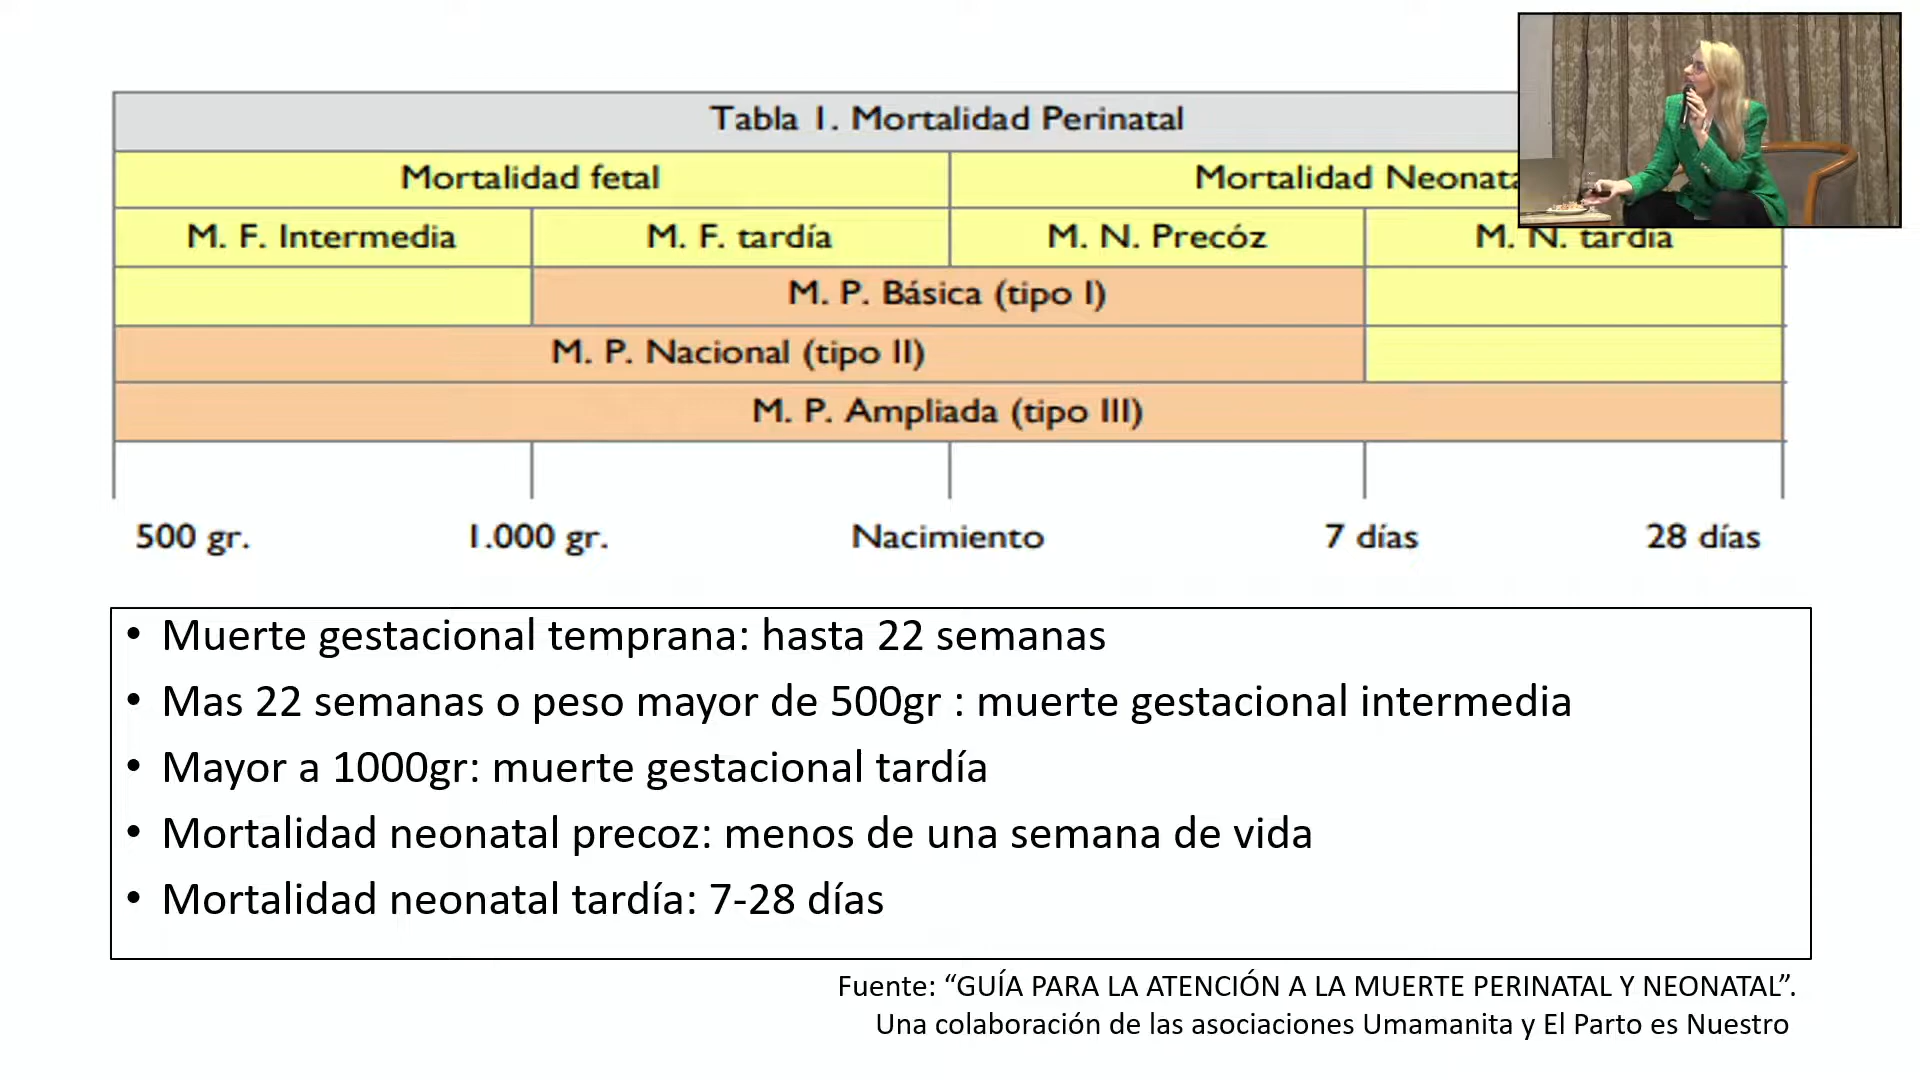 Tabla 1. Mortalidad Perinatal
Mortalidad fetal
Mortalidad
M. F. Intermedia
M. F. tardía
M. N. Precóz
M. N. tardía
M. P. Básica (tipo I)
M. P. Nacional (tipo II)
M. P. Ampliada (tipo III)
500 gr.
1.000 gr.
Nacimiento
7 días
28 días
• Muerte gestacional temprana: hasta 22 semanas
• Mas 22 semanas o peso mayor de 500gr : muerte gestacional intermedia
• Mayor a 1000gr: muerte gestacional tardía
• Mortalidad neonatal precoz: menos de una semana de vida
• Mortalidad neonatal tardía: 7-28 días
Fuente: “GUÍA PARA LA ATENCIÓN A LA MUERTE PERINATAL Y NEONATAL”.
Una colaboración de las asociaciones Umamanita y El Parto es Nuestro